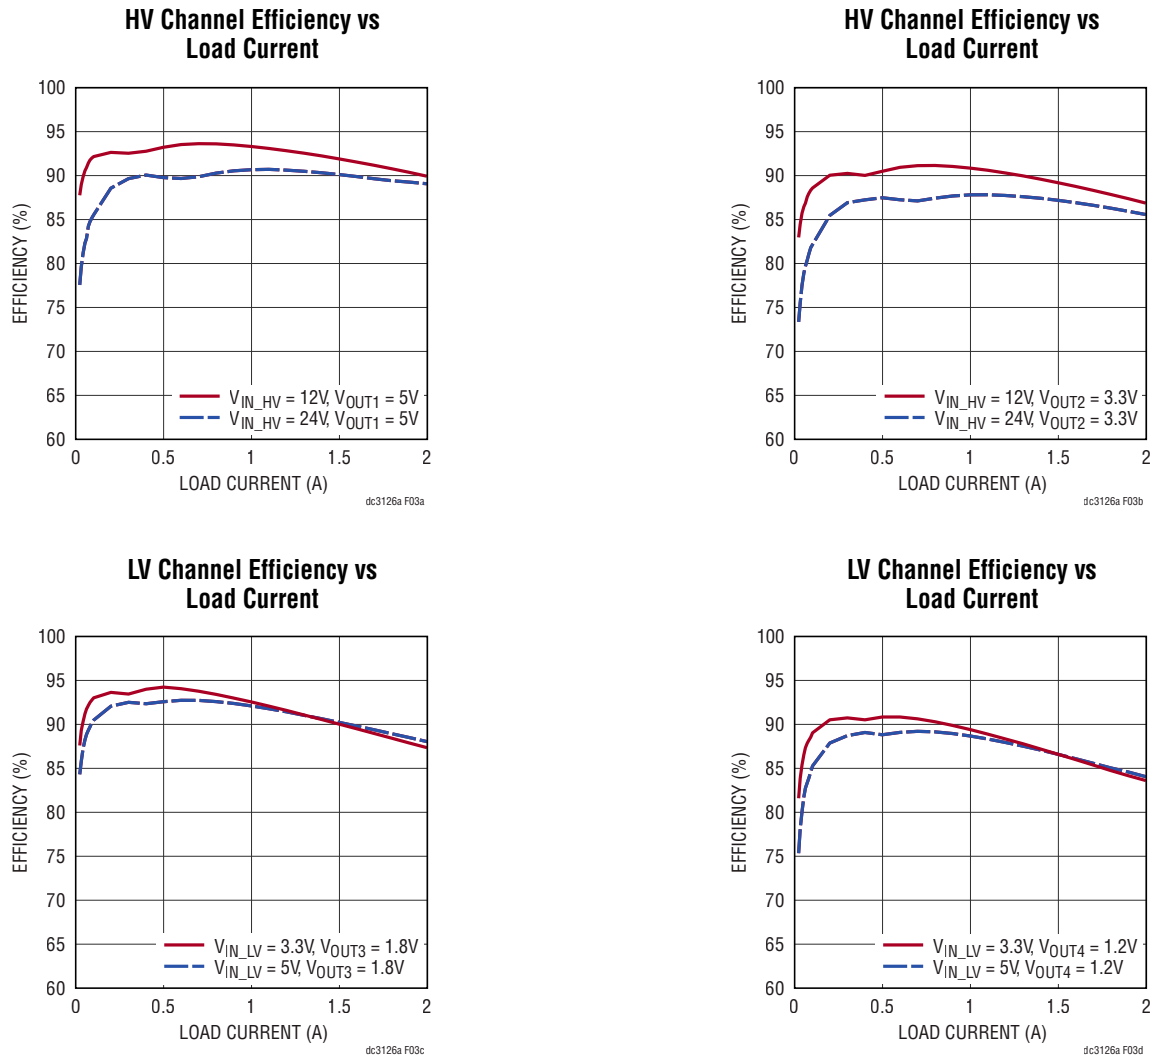 HV Channel Efficiency vs
Load Current
100
95
90
85
80
75
70
65
60
EFFICIENCY (%)
V_IN_HV = 12V, V_OUT1 = 5V
V_IN_HV = 24V, V_OUT1 = 5V
0 0.5 1 1.5 2
LOAD CURRENT (A)
dc3126a F03a
HV Channel Efficiency vs
Load Current
100
95
90
85
80
75
70
65
60
EFFICIENCY (%)
V_IN_HV = 12V, V_OUT2 = 3.3V
V_IN_HV = 24V, V_OUT2 = 3.3V
0 0.5 1 1.5 2
LOAD CURRENT (A)
dc3126a F03b
LV Channel Efficiency vs
Load Current
100
95
90
85
80
75
70
65
60
EFFICIENCY (%)
V_IN_LV = 3.3V, V_OUT3 = 1.8V
V_IN_LV = 5V, V_OUT3 = 1.8V
0 0.5 1 1.5 2
LOAD CURRENT (A)
dc3126a F03c
LV Channel Efficiency vs
Load Current
100
95
90
85
80
75
70
65
60
EFFICIENCY (%)
V_IN_LV = 3.3V, V_OUT4 = 1.2V
V_IN_LV = 5V, V_OUT4 = 1.2V
0 0.5 1 1.5 2
LOAD CURRENT (A)
dc3126a F03d